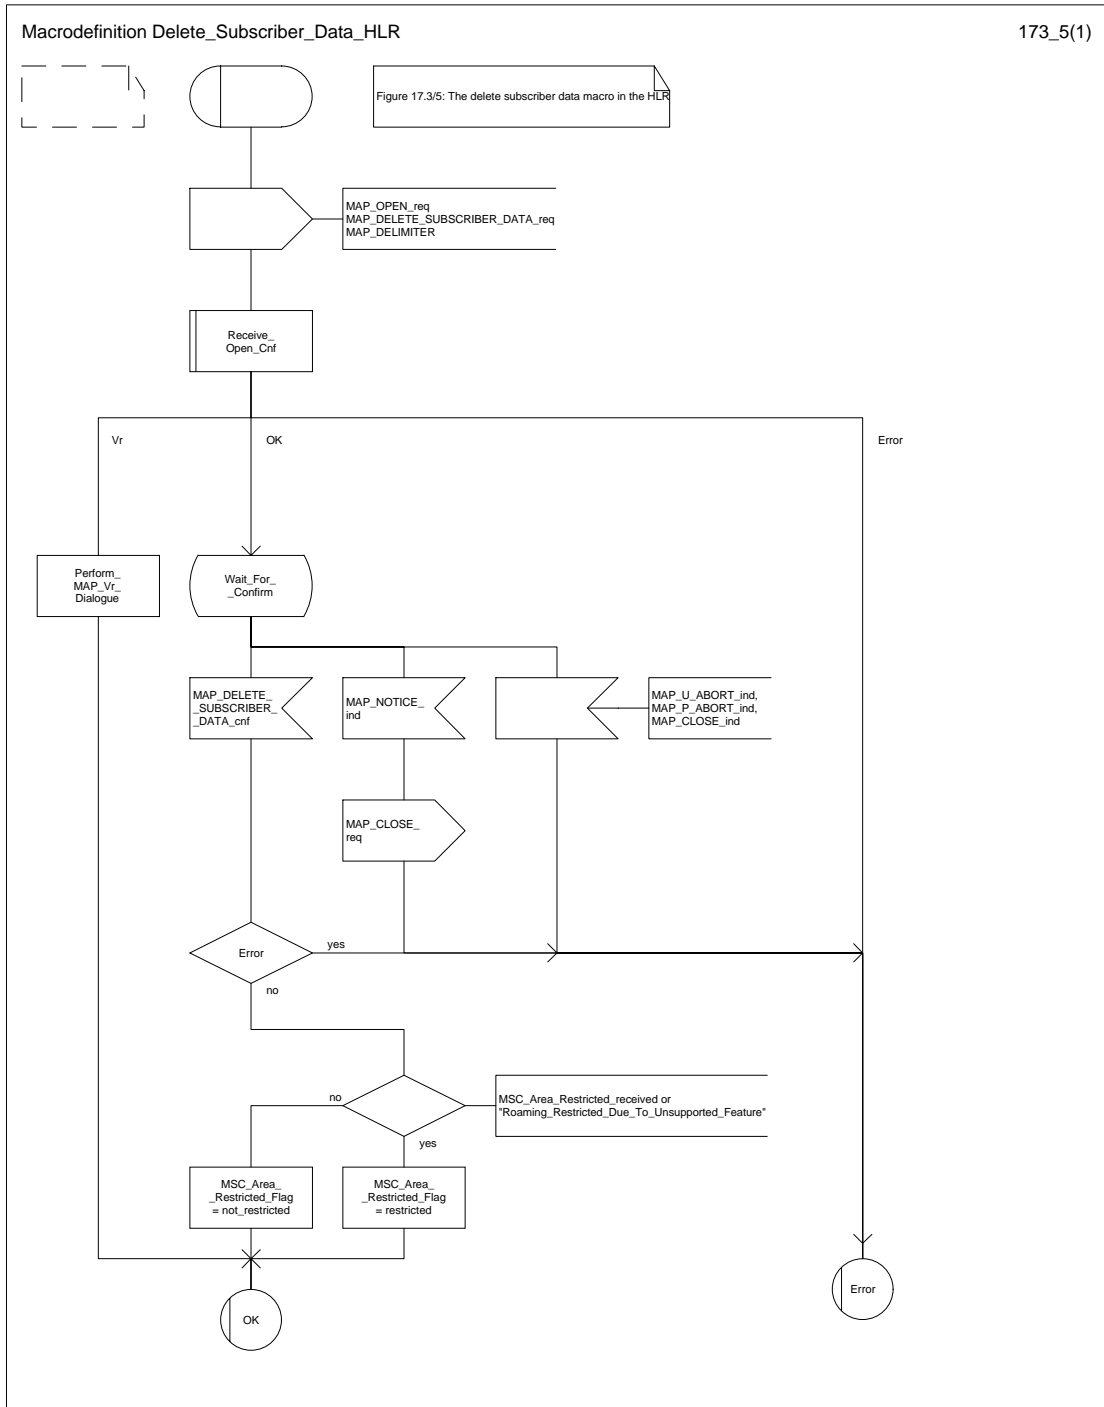 Macrodefinition Delete_Subscriber_Data_HLR
173_5(1)
Figure 17.3/5: The delete subscriber data macro in the HLR
MAP_OPEN_req
MAP_DELETE_SUBSCRIBER_DATA_req
MAP_DELIMITER
Receive_
Open_Cnf
Vr
OK
Error
Perform_
MAP_Vr_
Dialogue
Wait_For_
_Confirm
MAP_DELETE_
_SUBSCRIBER_
_DATA_cnf
MAP_NOTICE_
ind
MAP_U_ABORT_ind,
MAP_P_ABORT_ind,
MAP_CLOSE_ind
MAP_CLOSE_
req
Error
yes
no
no
MSC_Area_Restricted_received or
"Roaming_Restricted_Due_To_Unsupported_Feature"
yes
MSC_Area_
_Restricted_Flag
= not_restricted
MSC_Area_
_Restricted_Flag
= restricted
OK
Error